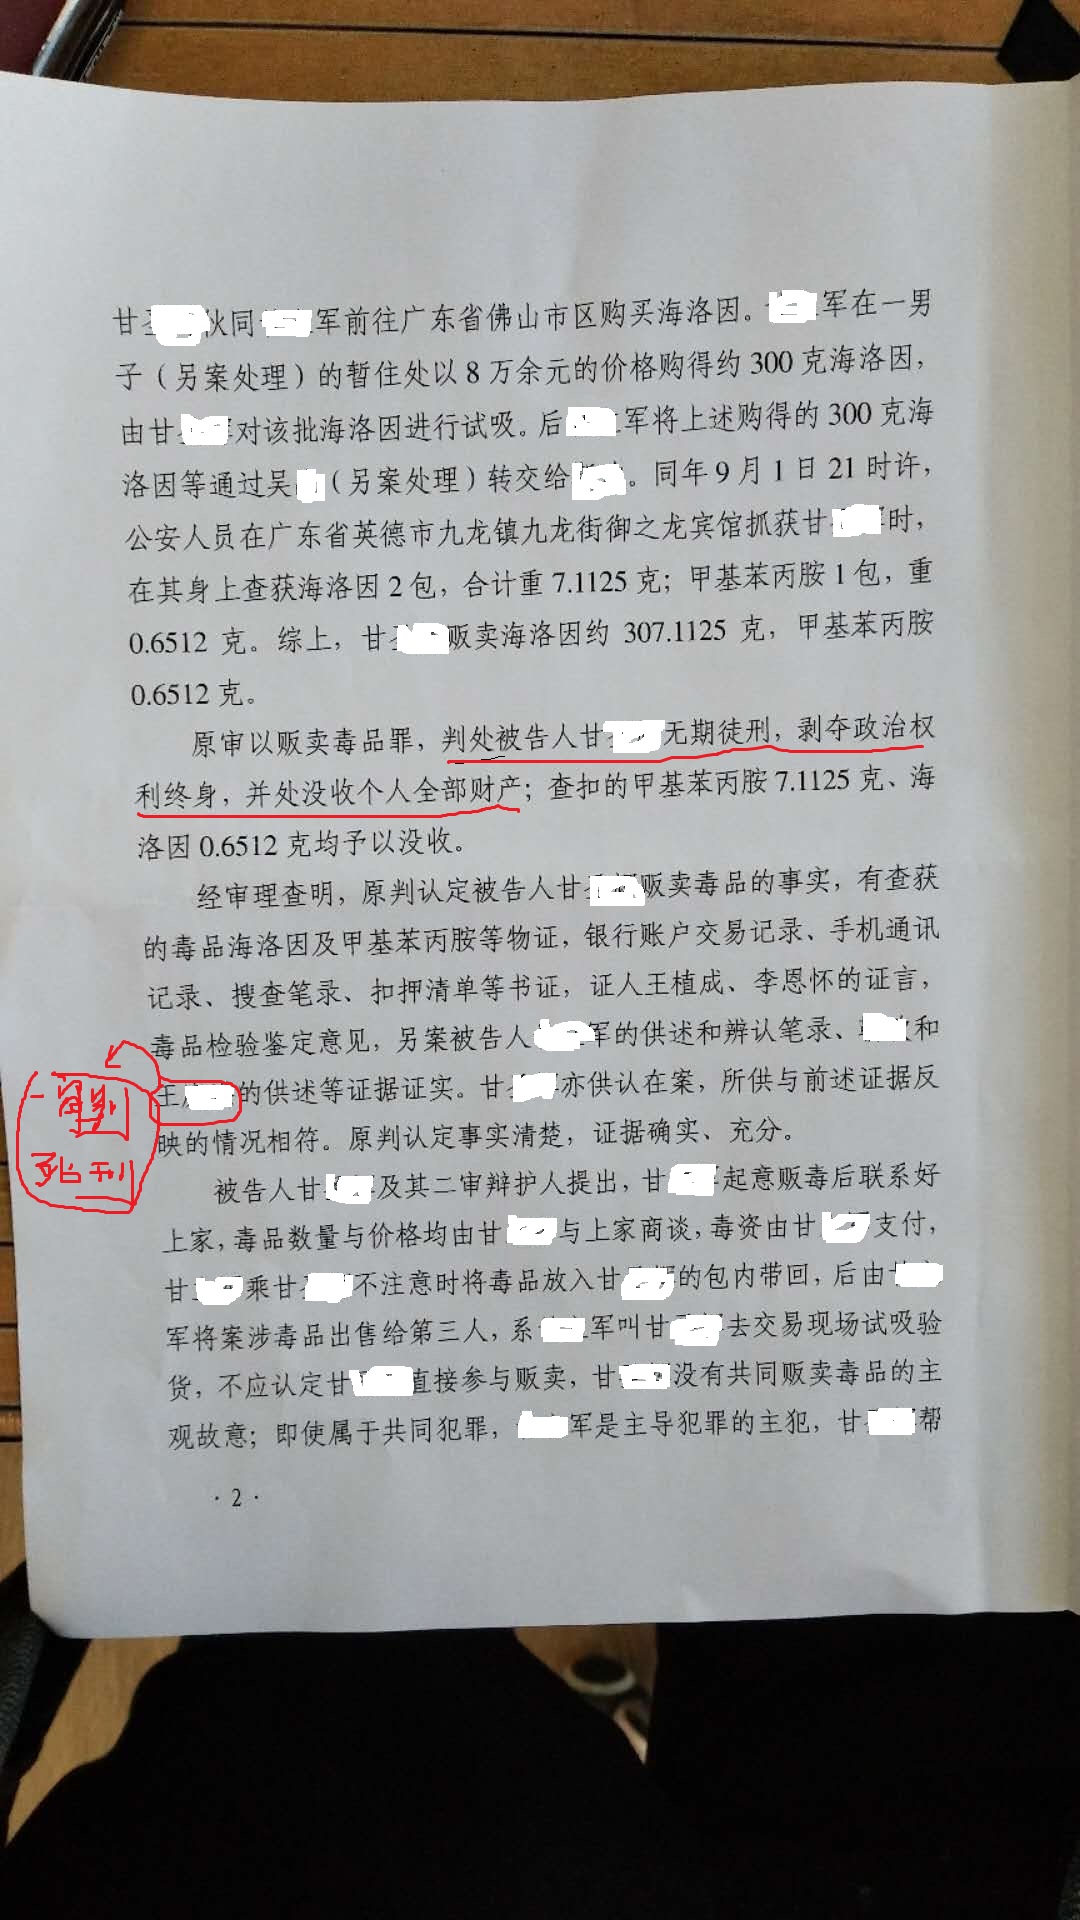 甘 伙同 军前往广东省佛山市区购买海洛因。 军在一男
子（另案处理）的暂住处以8万余元的价格购得约300克海洛因，
由甘 对该批海洛因进行试吸。后 军将上述购得的300克海
洛因等通过吴 （另案处理）转交给 。同年9月1日21时许，
公安人员在广东省英德市九龙镇九龙街御之龙宾馆抓获甘 时，
在其身上查获海洛因2包，合计重7.1125克；甲基苯丙胺1包，重
0.6512克。综上，甘 贩卖海洛因约307.1125克，甲基苯丙胺
0.6512克。
原审以贩卖毒品罪，判处被告人甘 无期徒刑，剥夺政治权
利终身，并处没收个人全部财产；查扣的甲基苯丙胺7.1125克、海
洛因0.6512克均予以没收。
经审理查明，原判认定被告人甘 贩卖毒品的事实，有查获
的毒品海洛因及甲基苯丙胺等物证，银行账户交易记录、手机通讯
记录、搜查笔录、扣押清单等书证，证人王植成、李恩怀的证言，
毒品检验鉴定意见，另案被告人 军的供述和辨认笔录、 和
王 的供述等证据证实。甘 亦供认在案，所供与前述证据反
映的情况相符。原判认定事实清楚，证据确实、充分。
一审判
死刑
被告人甘 及其二审辩护人提出，甘 起意贩毒后联系好
上家，毒品数量与价格均由甘 与上家商谈，毒资由甘 支付，
甘 乘甘 不注意时将毒品放入甘 的包内带回，后由甘
军将案涉毒品出售给第三人，系 军叫甘 去交易现场试吸验
货，不应认定甘 直接参与贩卖，甘 没有共同贩卖毒品的主
观故意；即使属于共同犯罪， 军是主导犯罪的主犯，甘 帮
·2·